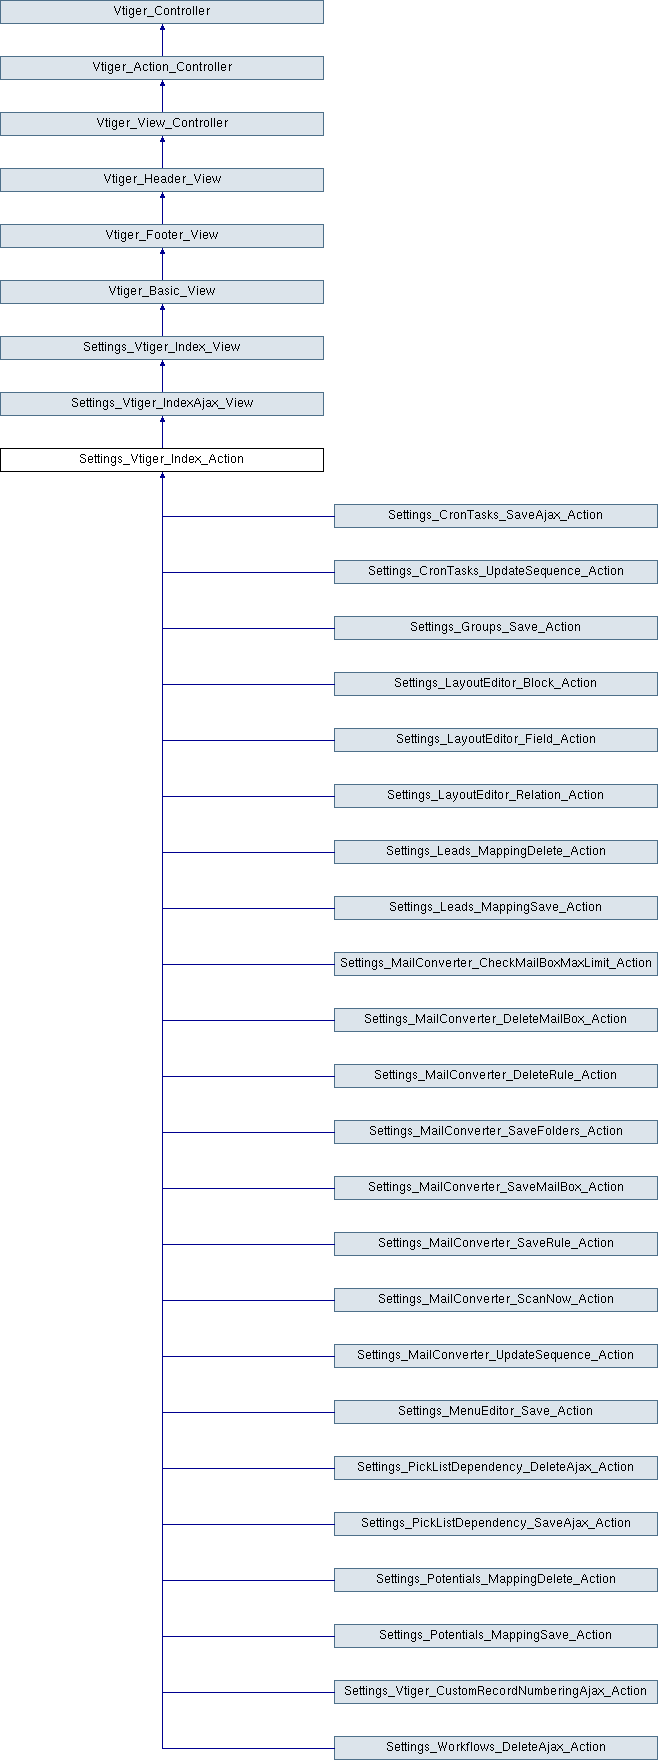 Vtiger_Controller
Vtiger_Action_Controller
Vtiger_View_Controller
Vtiger_Header_View
Vtiger_Footer_View
Vtiger_Basic_View
Settings_Vtiger_Index_View
Settings_Vtiger_IndexAjax_View
Settings_Vtiger_Index_Action
Settings_CronTasks_SaveAjax_Action
Settings_CronTasks_UpdateSequence_Action
Settings_Groups_Save_Action
Settings_LayoutEditor_Block_Action
Settings_LayoutEditor_Field_Action
Settings_LayoutEditor_Relation_Action
Settings_Leads_MappingDelete_Action
Settings_Leads_MappingSave_Action
Settings_MailConverter_CheckMailBoxMaxLimit_Action
Settings_MailConverter_DeleteMailBox_Action
Settings_MailConverter_DeleteRule_Action
Settings_MailConverter_SaveFolders_Action
Settings_MailConverter_SaveMailBox_Action
Settings_MailConverter_SaveRule_Action
Settings_MailConverter_ScanNow_Action
Settings_MailConverter_UpdateSequence_Action
Settings_MenuEditor_Save_Action
Settings_PickListDependency_DeleteAjax_Action
Settings_PickListDependency_SaveAjax_Action
Settings_Potentials_MappingDelete_Action
Settings_Potentials_MappingSave_Action
Settings_Vtiger_CustomRecordNumberingAjax_Action
Settings_Workflows_DeleteAjax_Action